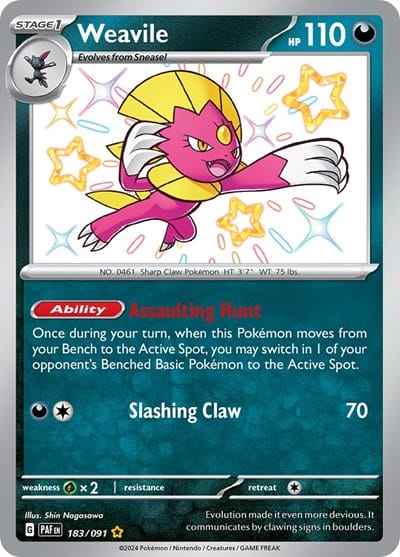 STAGE 1
Weavile
HP 110
Evolves from Sneasel
NO. 0461 Sharp Claw Pokémon HT: 3'7" WT: 75 lbs.
Ability Assaulting Hunt
Once during your turn, when this Pokémon moves from
your Bench to the Active Spot, you may switch in 1 of your
opponent's Benched Basic Pokémon to the Active Spot.
Slashing Claw 70
weakness ×2 resistance retreat
Illus. Shin Nagasawa
G PAF EN 183/091
Evolution made it even more devious. It
communicates by clawing signs in boulders.
©2024 Pokémon / Nintendo / Creatures / GAME FREAK